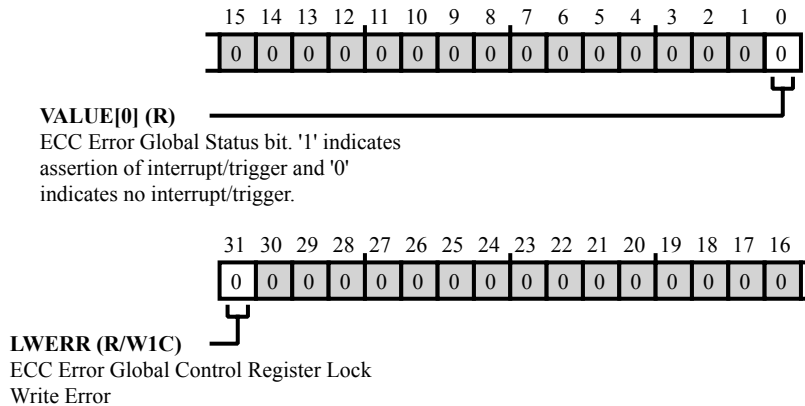 15 14 13 12 11 10 9 8 7 6 5 4 3 2 1 0
0 0 0 0 0 0 0 0 0 0 0 0 0 0 0 0
VALUE[0] (R)
ECC Error Global Status bit. '1' indicates
assertion of interrupt/trigger and '0'
indicates no interrupt/trigger.
31 30 29 28 27 26 25 24 23 22 21 20 19 18 17 16
0 0 0 0 0 0 0 0 0 0 0 0 0 0 0 0
LWERR (R/W1C)
ECC Error Global Control Register Lock
Write Error